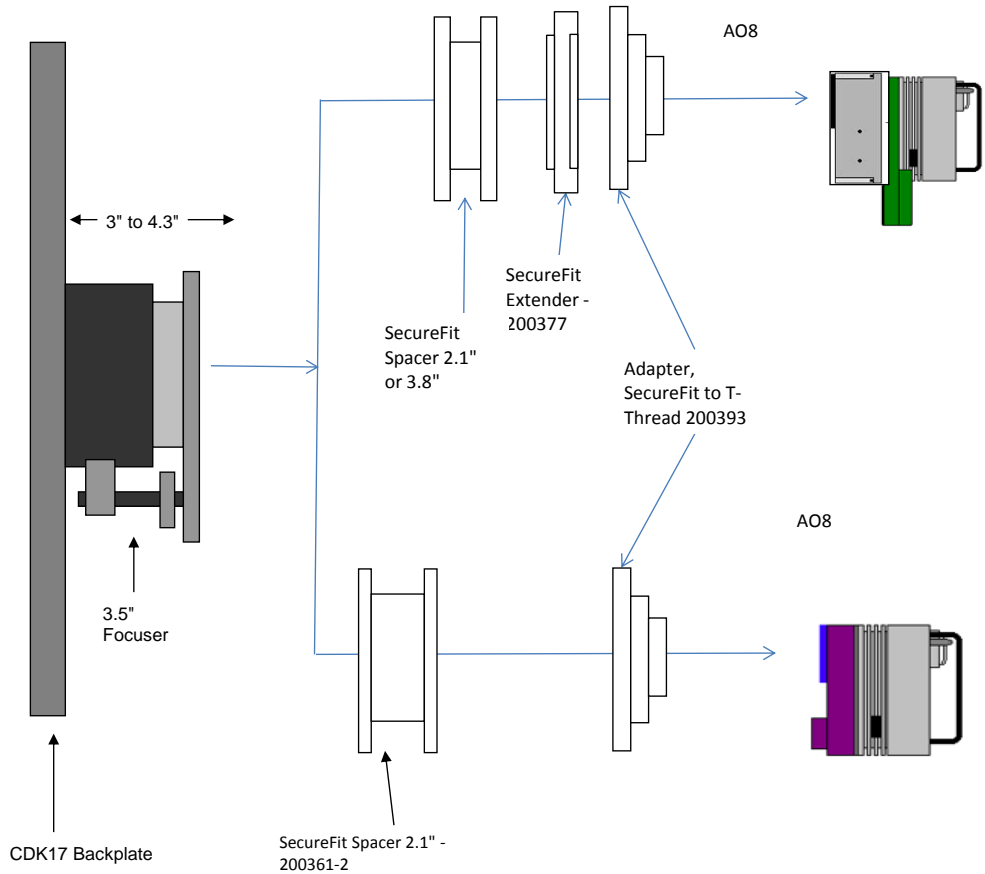 AO8
3" to 4.3"
SecureFit
Extender -
200377
SecureFit
Spacer 2.1"
or 3.8"
Adapter,
SecureFit to T-
Thread 200393
AO8
3.5"
Focuser
SecureFit Spacer 2.1" -
200361-2
CDK17 Backplate